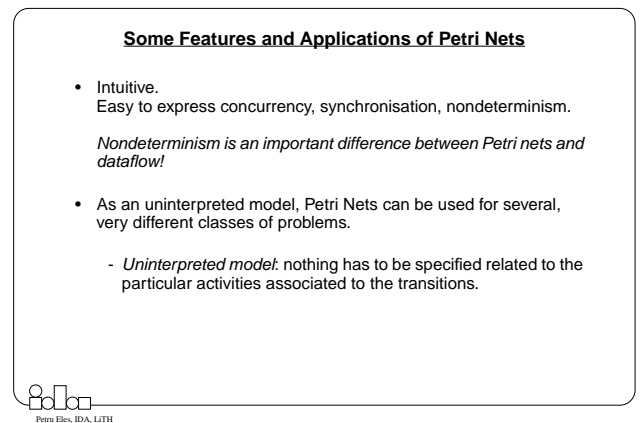 Some Features and Applications of Petri Nets
• Intuitive.
Easy to express concurrency, synchronisation, nondeterminism.
Nondeterminism is an important difference between Petri nets and
dataflow!
• As an uninterpreted model, Petri Nets can be used for several,
very different classes of problems.
- Uninterpreted model: nothing has to be specified related to the
particular activities associated to the transitions.
Petru Eles, IDA, LiTH